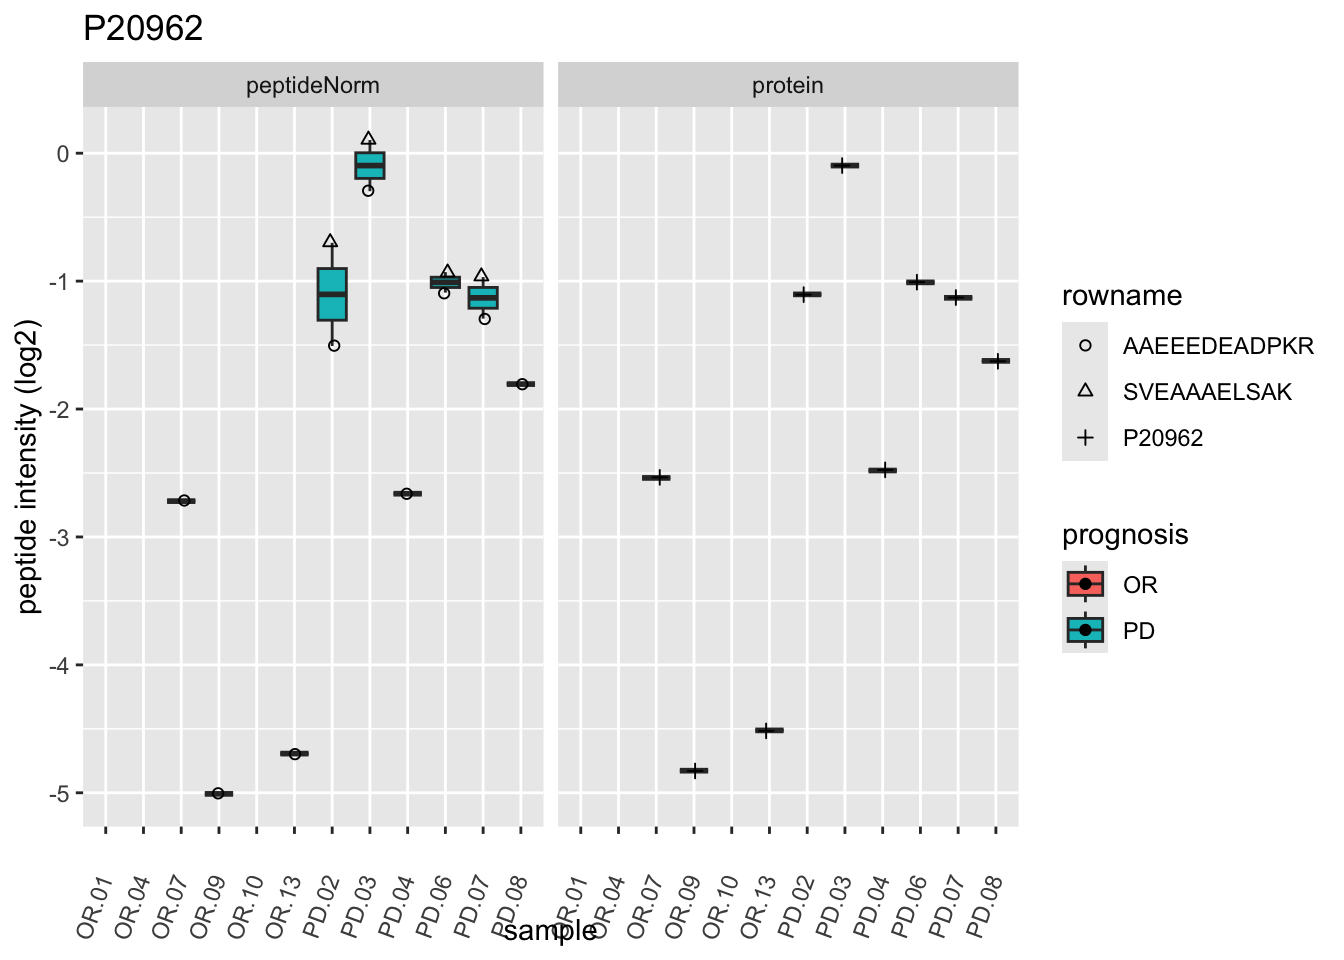 P20962
peptideNorm
protein
peptide intensity (log2)
0
-1
-2
-3
-4
-5
OR.01
OR.04
OR.07
OR.09
OR.10
OR.13
PD.02
PD.03
PD.04
PD.06
PD.07
PD.08
OR.01
OR.04
OR.07
OR.09
OR.10
OR.13
PD.02
PD.03
PD.04
PD.06
PD.07
PD.08
sample
rowname
AAEEEDEADPKR
SVEAAAELSAK
P20962
prognosis
OR
PD